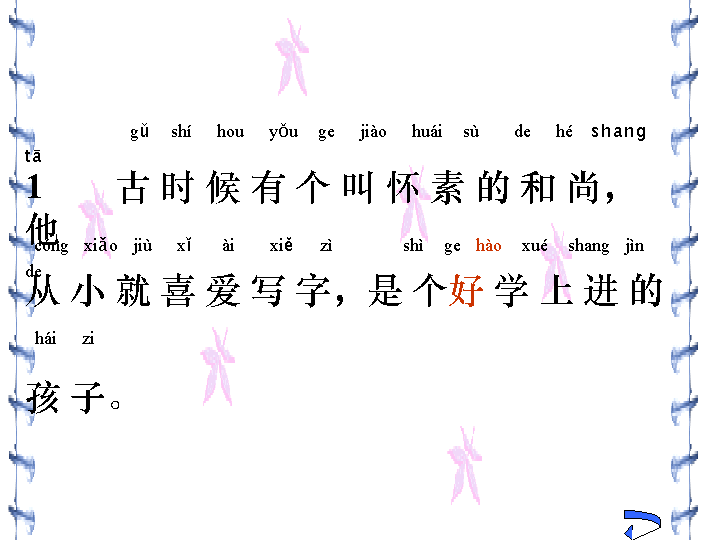 gǔ shí hou yǒu ge jiào huái sù de hé shang
tā
1 古时候有个叫怀素的和尚，
他
cóng xiǎo jiù xǐ ài xiě zì shì ge hào xué shang jìn
de
从小就喜爱写字，是个好学上进的
hái zi
孩子。